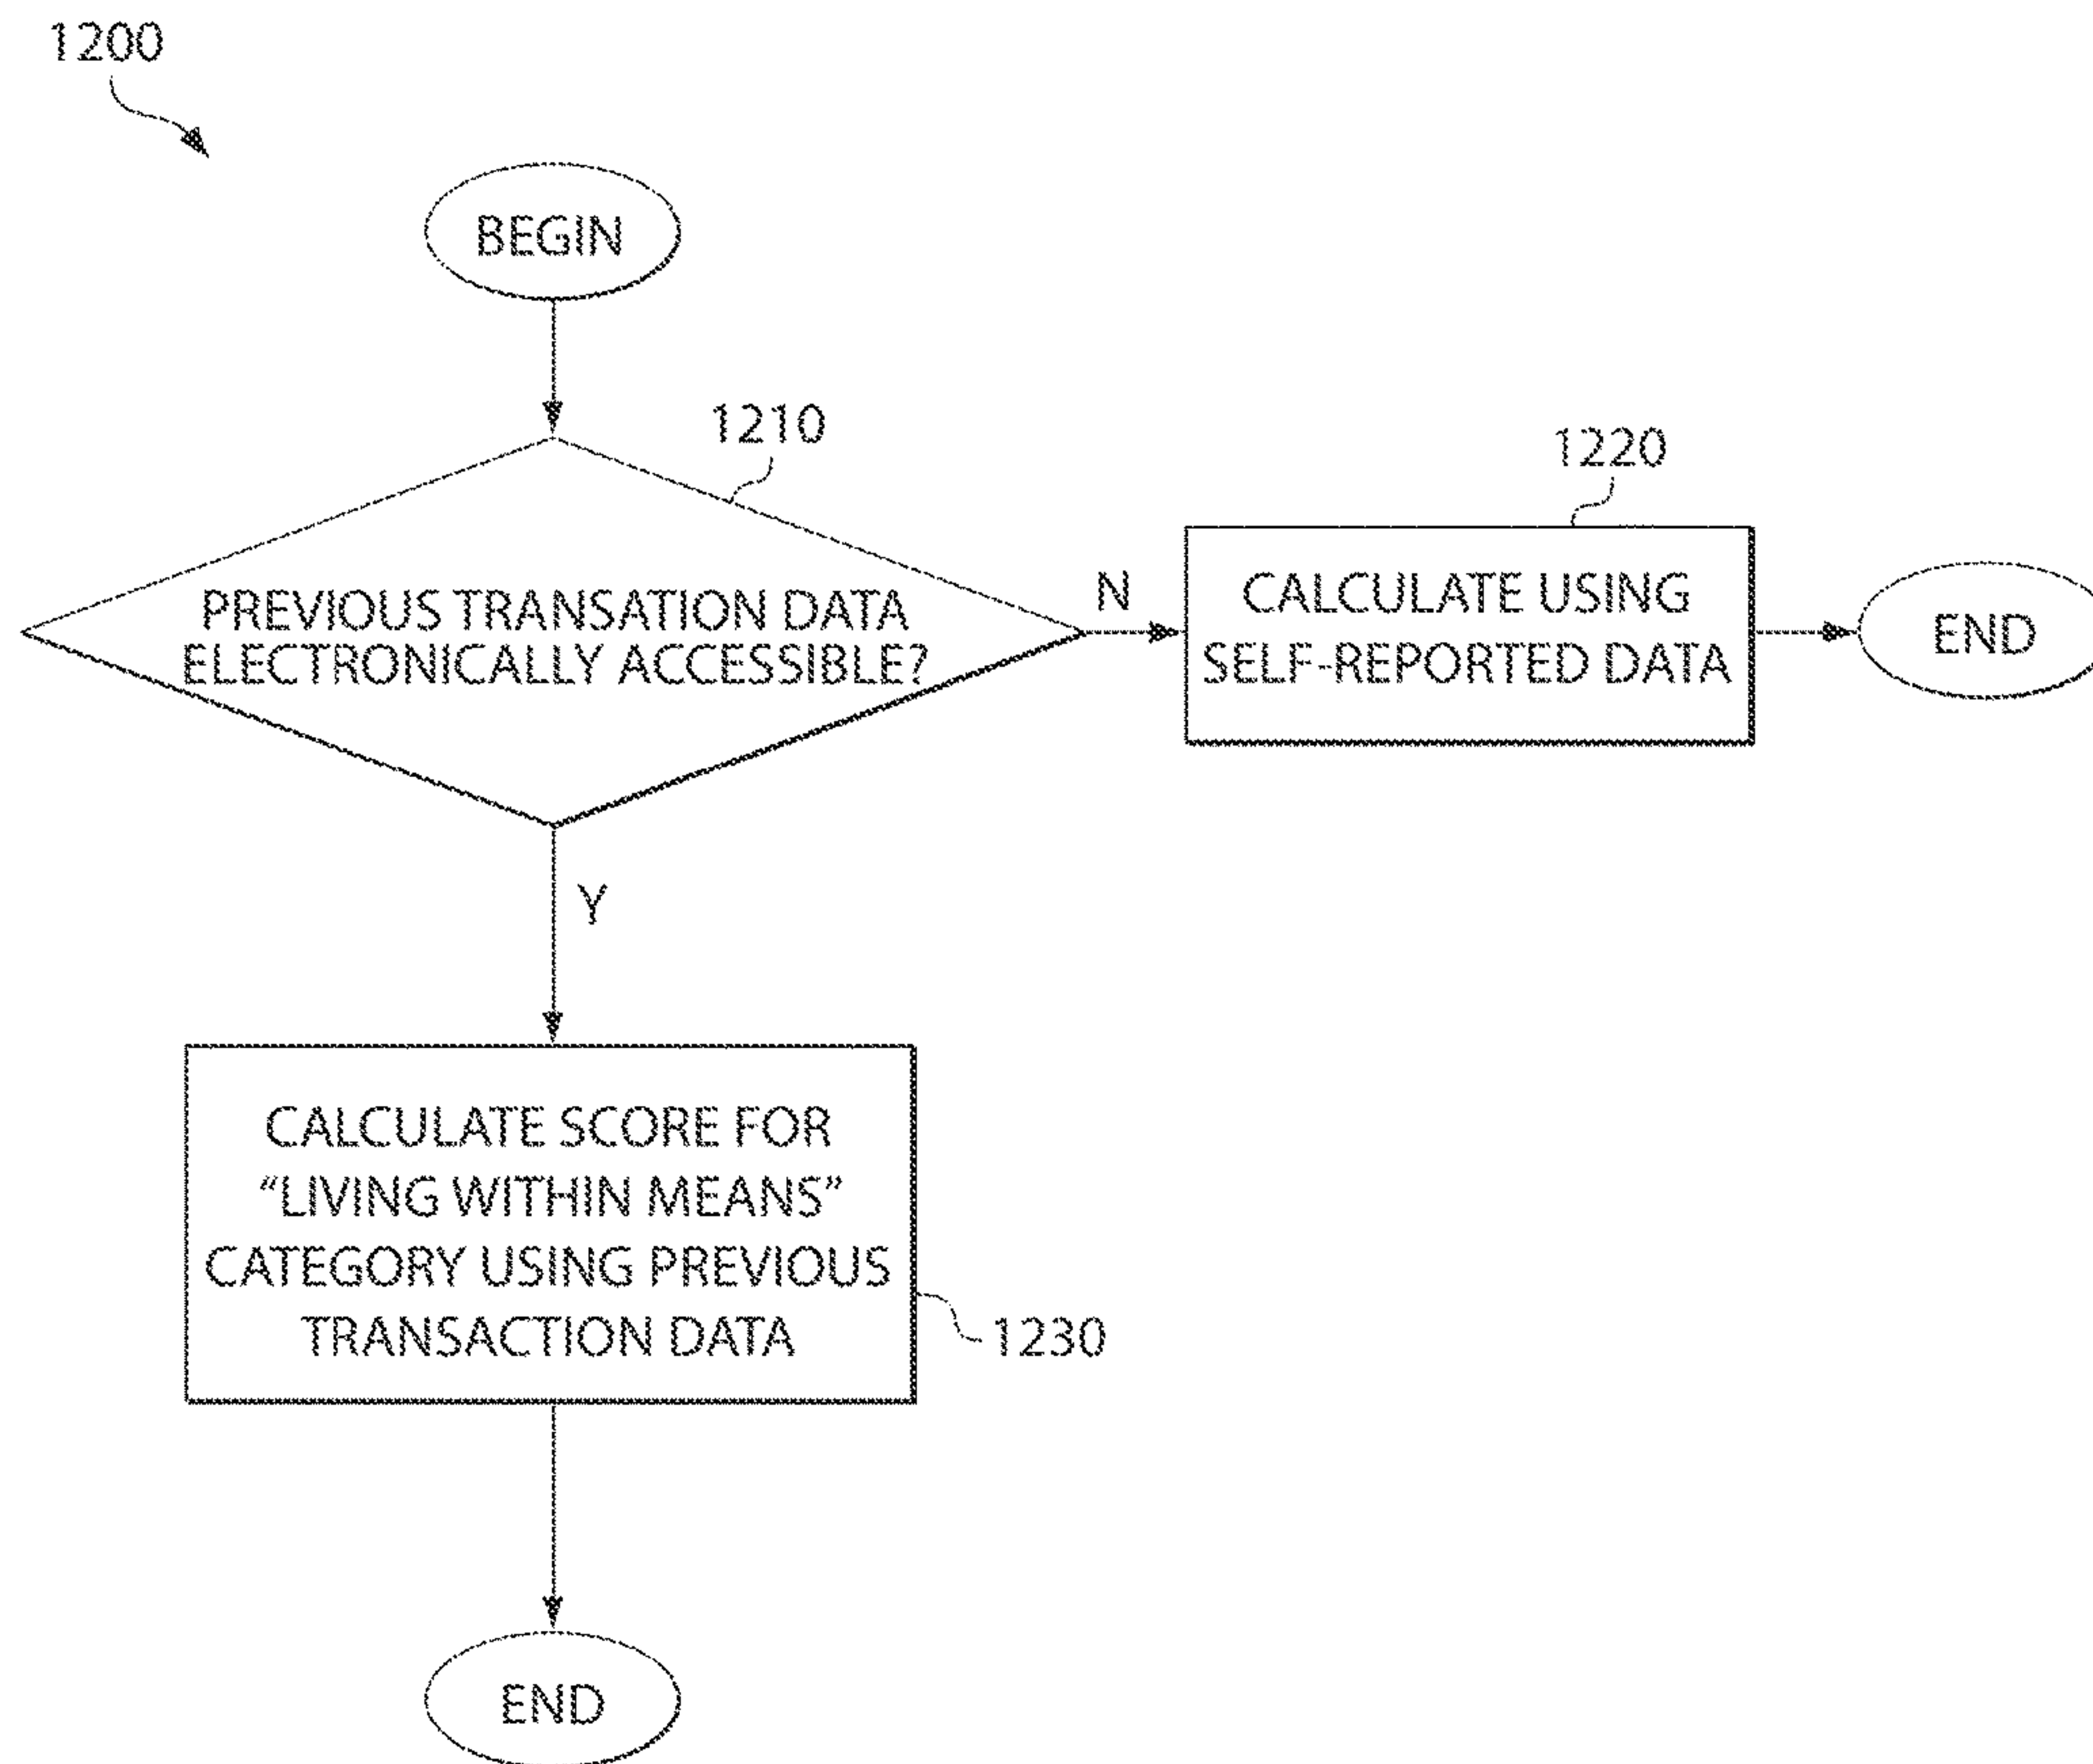 1200
BEGIN
1210
PREVIOUS TRANSATION DATA
ELECTRONICALLY ACCESSIBLE?
N
1220
CALCULATE USING
SELF-REPORTED DATA
END
Y
CALCULATE SCORE FOR
“LIVING WITHIN MEANS”
CATEGORY USING PREVIOUS
TRANSACTION DATA
1230
END